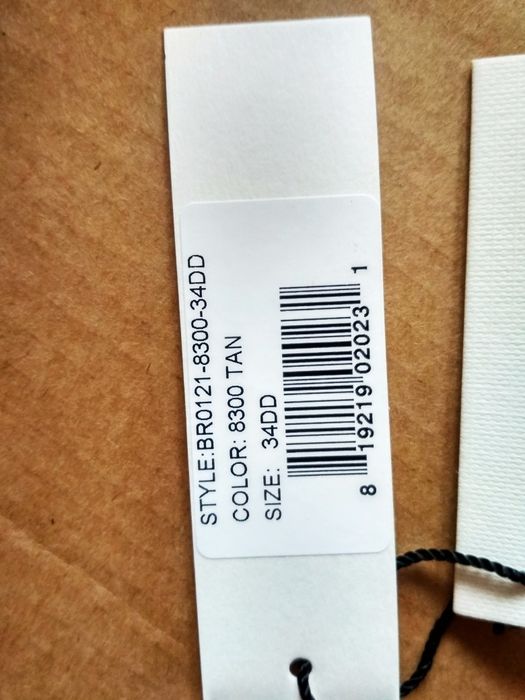 STYLE:BR0121-8300-34DD
COLOR: 8300 TAN
SIZE: 34DD
8 19219 02023 1